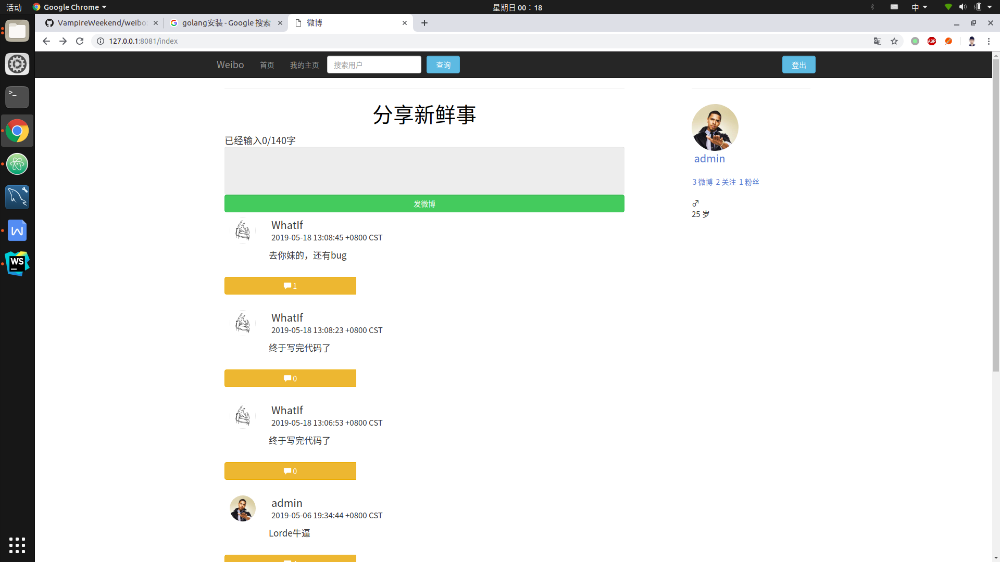 活动 Google Chrome 星期日 00：18 中
VampireWeekend/weibo golang安装 - Google 搜索 微博
127.0.0.1:8081/index ABP
Weibo 首页 我的主页 搜索用户 查询 登出
分享新鲜事
已经输入0/140字
发微博
admin
3 微博 2 关注 1 粉丝
♂
25 岁
WhatIf
2019-05-18 13:08:45 +0800 CST
去你妹的，还有bug
1
WhatIf
2019-05-18 13:08:23 +0800 CST
终于写完代码了
0
WhatIf
2019-05-18 13:06:53 +0800 CST
终于写完代码了
0
admin
2019-05-06 19:34:44 +0800 CST
Lorde牛逼
>_
W
WS